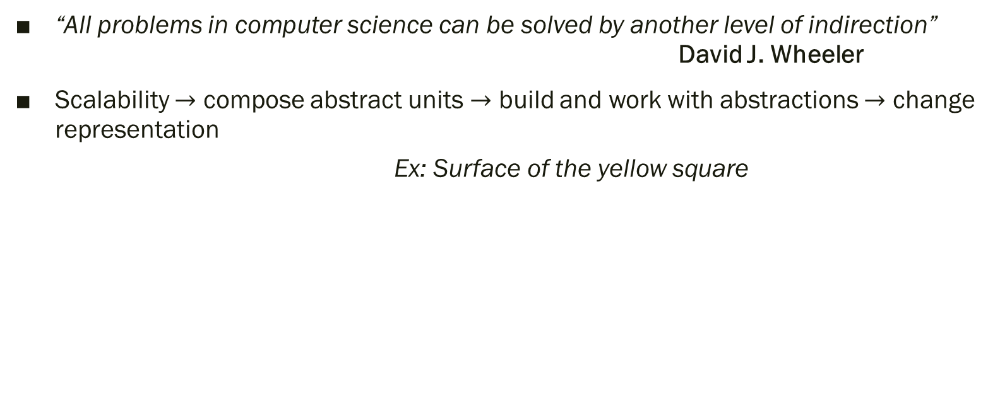 ▪ “All problems in computer science can be solved by another level of indirection”
David J. Wheeler
▪ Scalability → compose abstract units → build and work with abstractions → change
representation
Ex: Surface of the yellow square